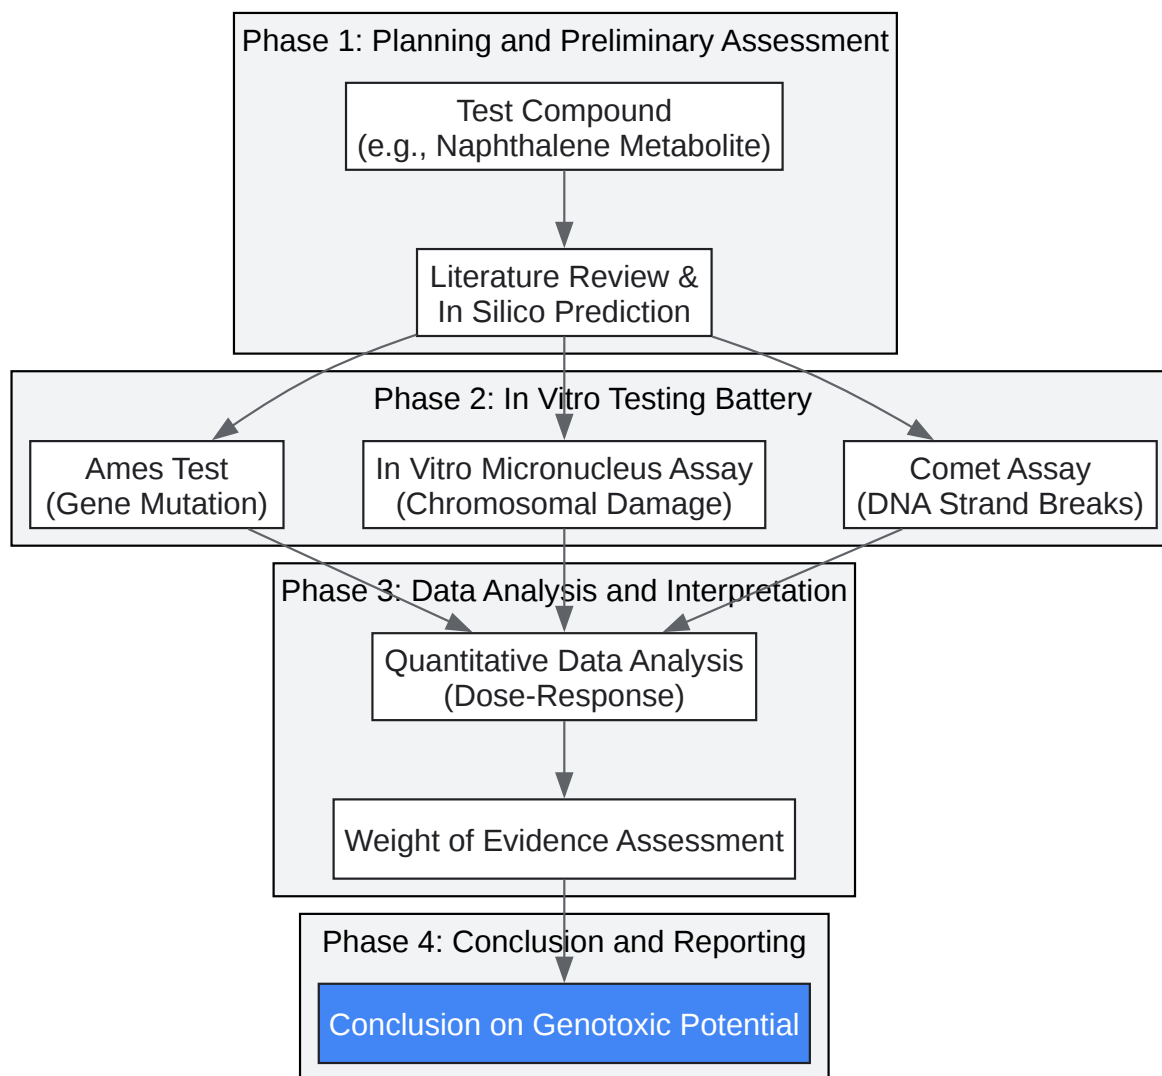 Phase 1: Planning and Preliminary Assessment
Test Compound
(e.g., Naphthalene Metabolite)
Literature Review &
In Silico Prediction
Phase 2: In Vitro Testing Battery
Ames Test
(Gene Mutation)
In Vitro Micronucleus Assay
(Chromosomal Damage)
Comet Assay
(DNA Strand Breaks)
Phase 3: Data Analysis and Interpretation
Quantitative Data Analysis
(Dose-Response)
Weight of Evidence Assessment
Phase 4: Conclusion and Reporting
Conclusion on Genotoxic Potential